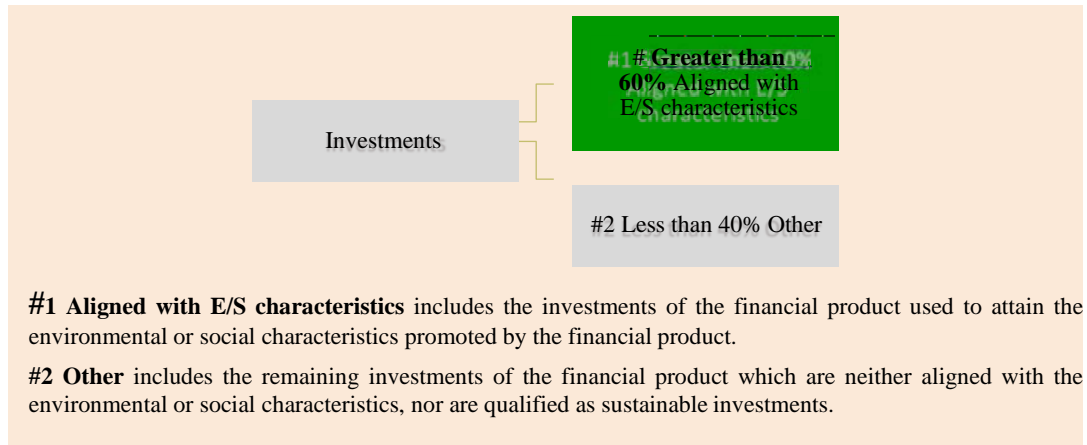 # Greater than
60% Aligned with
E/S characteristics
Investments
#2 Less than 40% Other
#1 Aligned with E/S characteristics includes the investments of the financial product used to attain the
environmental or social characteristics promoted by the financial product.
#2 Other includes the remaining investments of the financial product which are neither aligned with the
environmental or social characteristics, nor are qualified as sustainable investments.